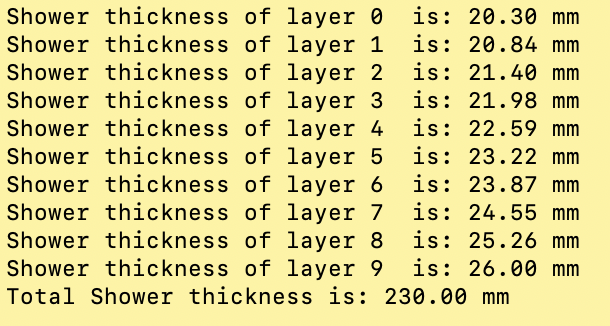 Shower thickness of layer 0  is: 20.30 mm
Shower thickness of layer 1  is: 20.84 mm
Shower thickness of layer 2  is: 21.40 mm
Shower thickness of layer 3  is: 21.98 mm
Shower thickness of layer 4  is: 22.59 mm
Shower thickness of layer 5  is: 23.22 mm
Shower thickness of layer 6  is: 23.87 mm
Shower thickness of layer 7  is: 24.55 mm
Shower thickness of layer 8  is: 25.26 mm
Shower thickness of layer 9  is: 26.00 mm
Total Shower thickness is: 230.00 mm